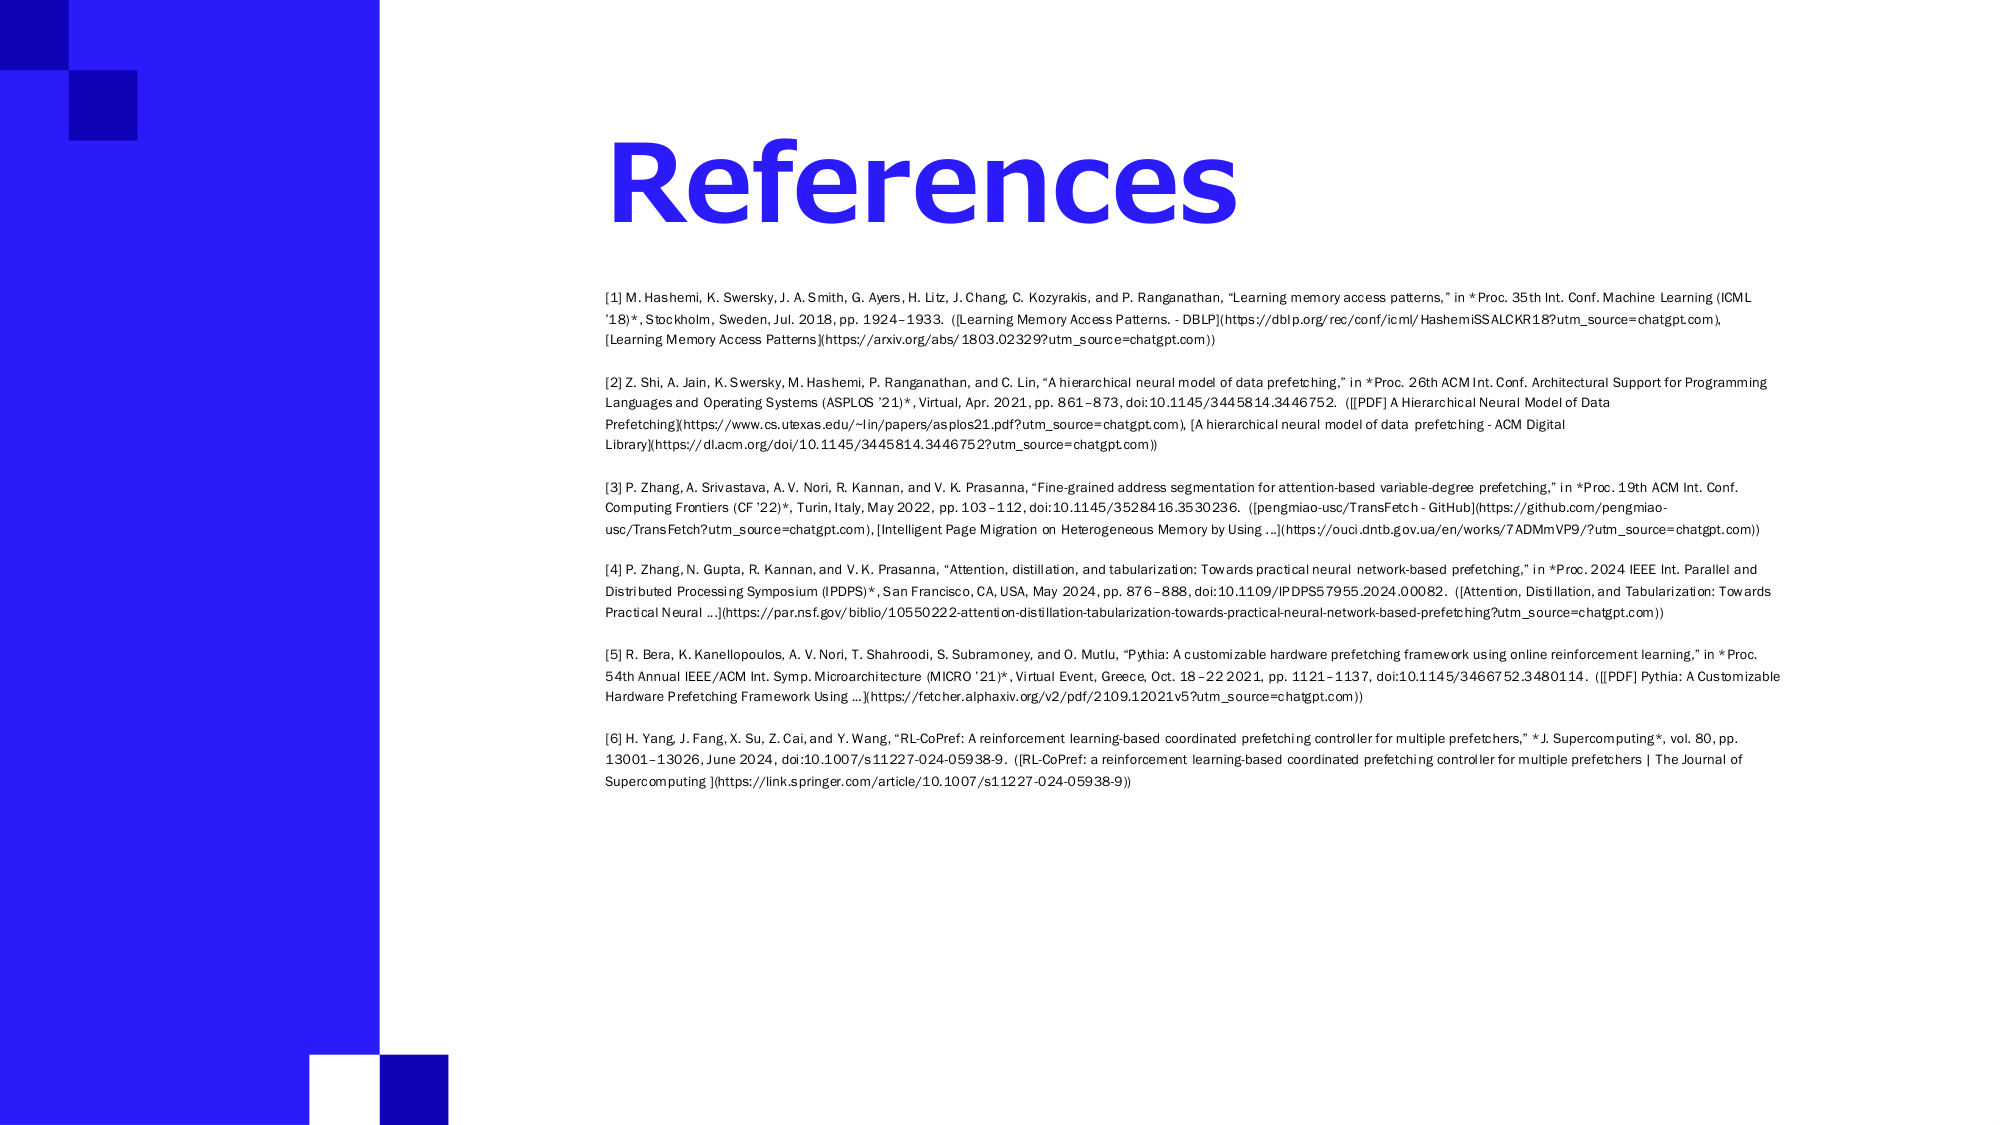 References
[1] M. Hashemi, K. Swersky, J. A. Smith, G. Ayers, H. Litz, J. Chang, C. Kozyrakis, and P. Ranganathan, “Learning memory access patterns,” in *Proc. 35th Int. Conf. Machine Learning (ICML
’18)*, Stockholm, Sweden, Jul. 2018, pp. 1924–1933. ([Learning Memory Access Patterns. - DBLP](https://dblp.org/rec/conf/icml/HashemiSSALCKR18?utm_source=chatgpt.com),
[Learning Memory Access Patterns](https://arxiv.org/abs/1803.02329?utm_source=chatgpt.com))
[2] Z. Shi, A. Jain, K. Swersky, M. Hashemi, P. Ranganathan, and C. Lin, “A hierarchical neural model of data prefetching,” in *Proc. 26th ACM Int. Conf. Architectural Support for Programming
Languages and Operating Systems (ASPLOS ’21)*, Virtual, Apr. 2021, pp. 861–873, doi:10.1145/3445814.3446752. ([[PDF] A Hierarchical Neural Model of Data
Prefetching](https://www.cs.utexas.edu/~lin/papers/asplos21.pdf?utm_source=chatgpt.com), [A hierarchical neural model of data prefetching - ACM Digital
Library](https://dl.acm.org/doi/10.1145/3445814.3446752?utm_source=chatgpt.com))
[3] P. Zhang, A. Srivastava, A. V. Nori, R. Kannan, and V. K. Prasanna, “Fine-grained address segmentation for attention-based variable-degree prefetching,” in *Proc. 19th ACM Int. Conf.
Computing Frontiers (CF ’22)*, Turin, Italy, May 2022, pp. 103–112, doi:10.1145/3528416.3530236. ([pengmiao-usc/TransFetch - GitHub](https://github.com/pengmiao-
usc/TransFetch?utm_source=chatgpt.com), [Intelligent Page Migration on Heterogeneous Memory by Using ...](https://ouci.dntb.gov.ua/en/works/7ADMmVP9/?utm_source=chatgpt.com))
[4] P. Zhang, N. Gupta, R. Kannan, and V. K. Prasanna, “Attention, distillation, and tabularization: Towards practical neural network-based prefetching,” in *Proc. 2024 IEEE Int. Parallel and
Distributed Processing Symposium (IPDPS)*, San Francisco, CA, USA, May 2024, pp. 876–888, doi:10.1109/IPDPS57955.2024.00082. ([Attention, Distillation, and Tabularization: Towards
Practical Neural ...](https://par.nsf.gov/biblio/10550222-attention-distillation-tabularization-towards-practical-neural-network-based-prefetching?utm_source=chatgpt.com))
[5] R. Bera, K. Kanellopoulos, A. V. Nori, T. Shahroodi, S. Subramoney, and O. Mutlu, “Pythia: A customizable hardware prefetching framework using online reinforcement learning,” in *Proc.
54th Annual IEEE/ACM Int. Symp. Microarchitecture (MICRO ’21)*, Virtual Event, Greece, Oct. 18–22 2021, pp. 1121–1137, doi:10.1145/3466752.3480114. ([[PDF] Pythia: A Customizable
Hardware Prefetching Framework Using ...](https://fetcher.alphaxiv.org/v2/pdf/2109.12021v5?utm_source=chatgpt.com))
[6] H. Yang, J. Fang, X. Su, Z. Cai, and Y. Wang, “RL-CoPref: A reinforcement learning-based coordinated prefetching controller for multiple prefetchers,” *J. Supercomputing*, vol. 80, pp.
13001–13026, June 2024, doi:10.1007/s11227-024-05938-9. ([RL-CoPref: a reinforcement learning-based coordinated prefetching controller for multiple prefetchers | The Journal of
Supercomputing ](https://link.springer.com/article/10.1007/s11227-024-05938-9))